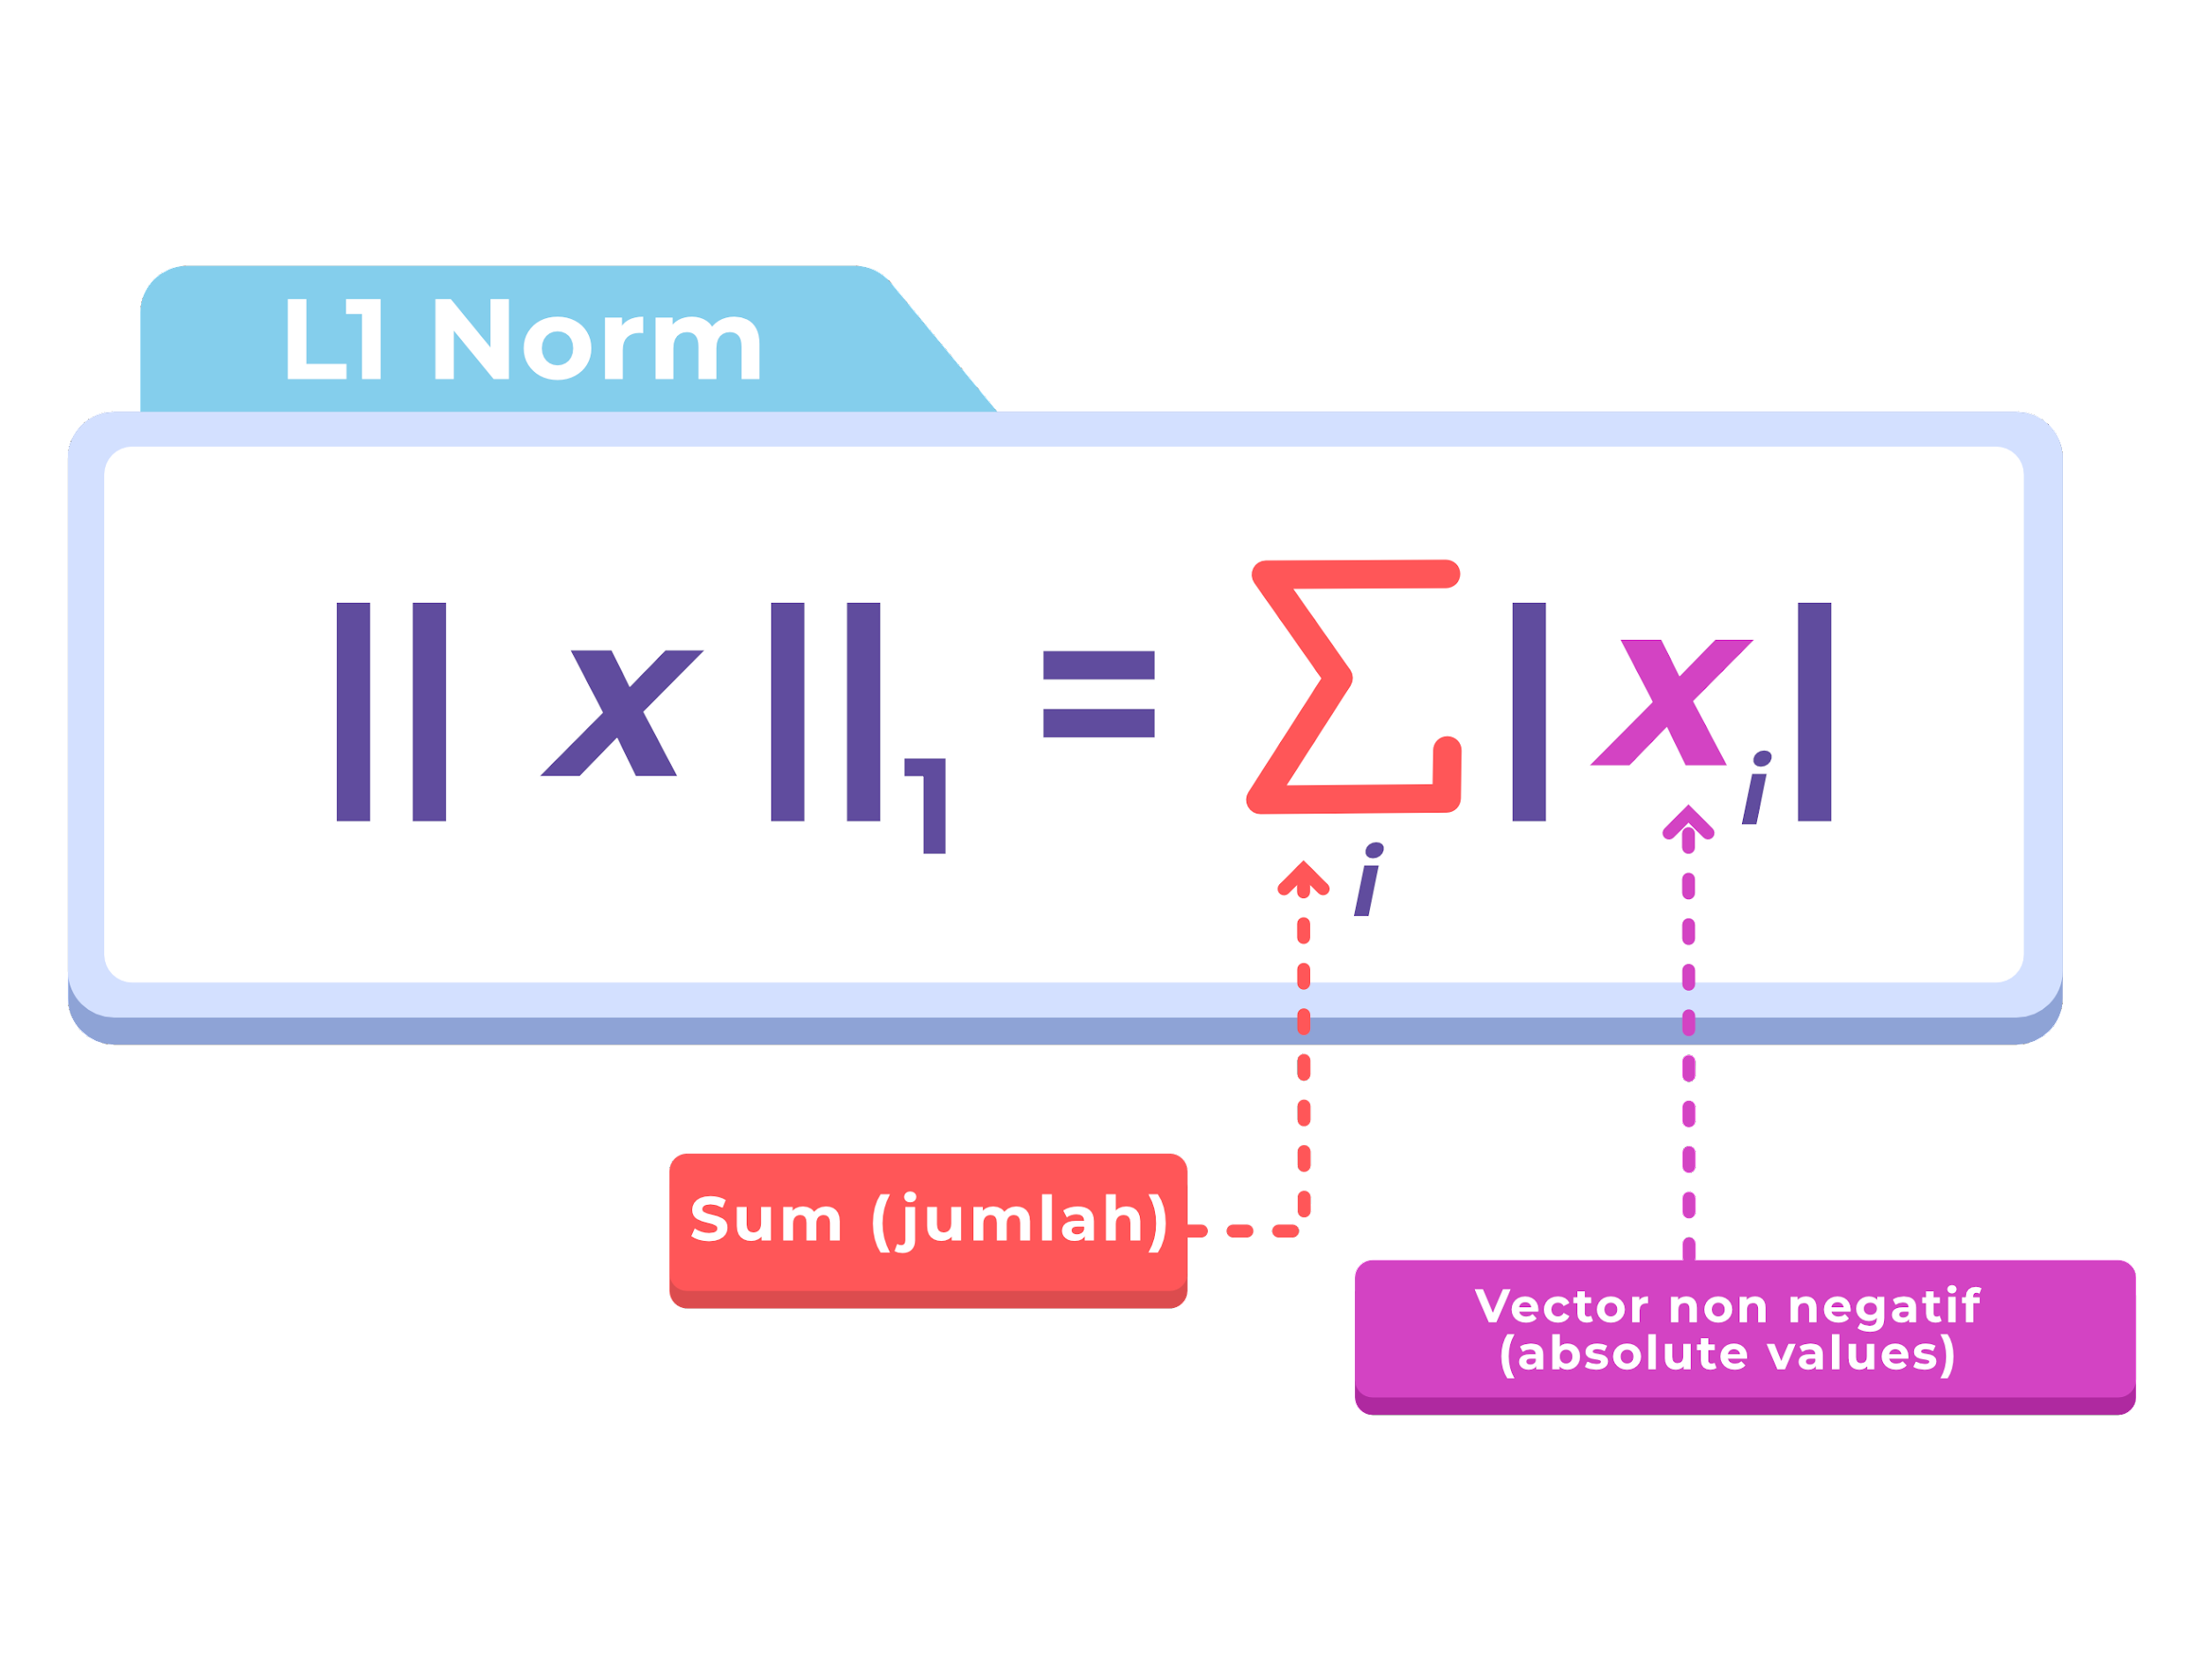 L1 Norm
|| x ||₁ = ∑ᵢ |xᵢ|
Sum (jumlah)
Vector non negatif
(absolute values)